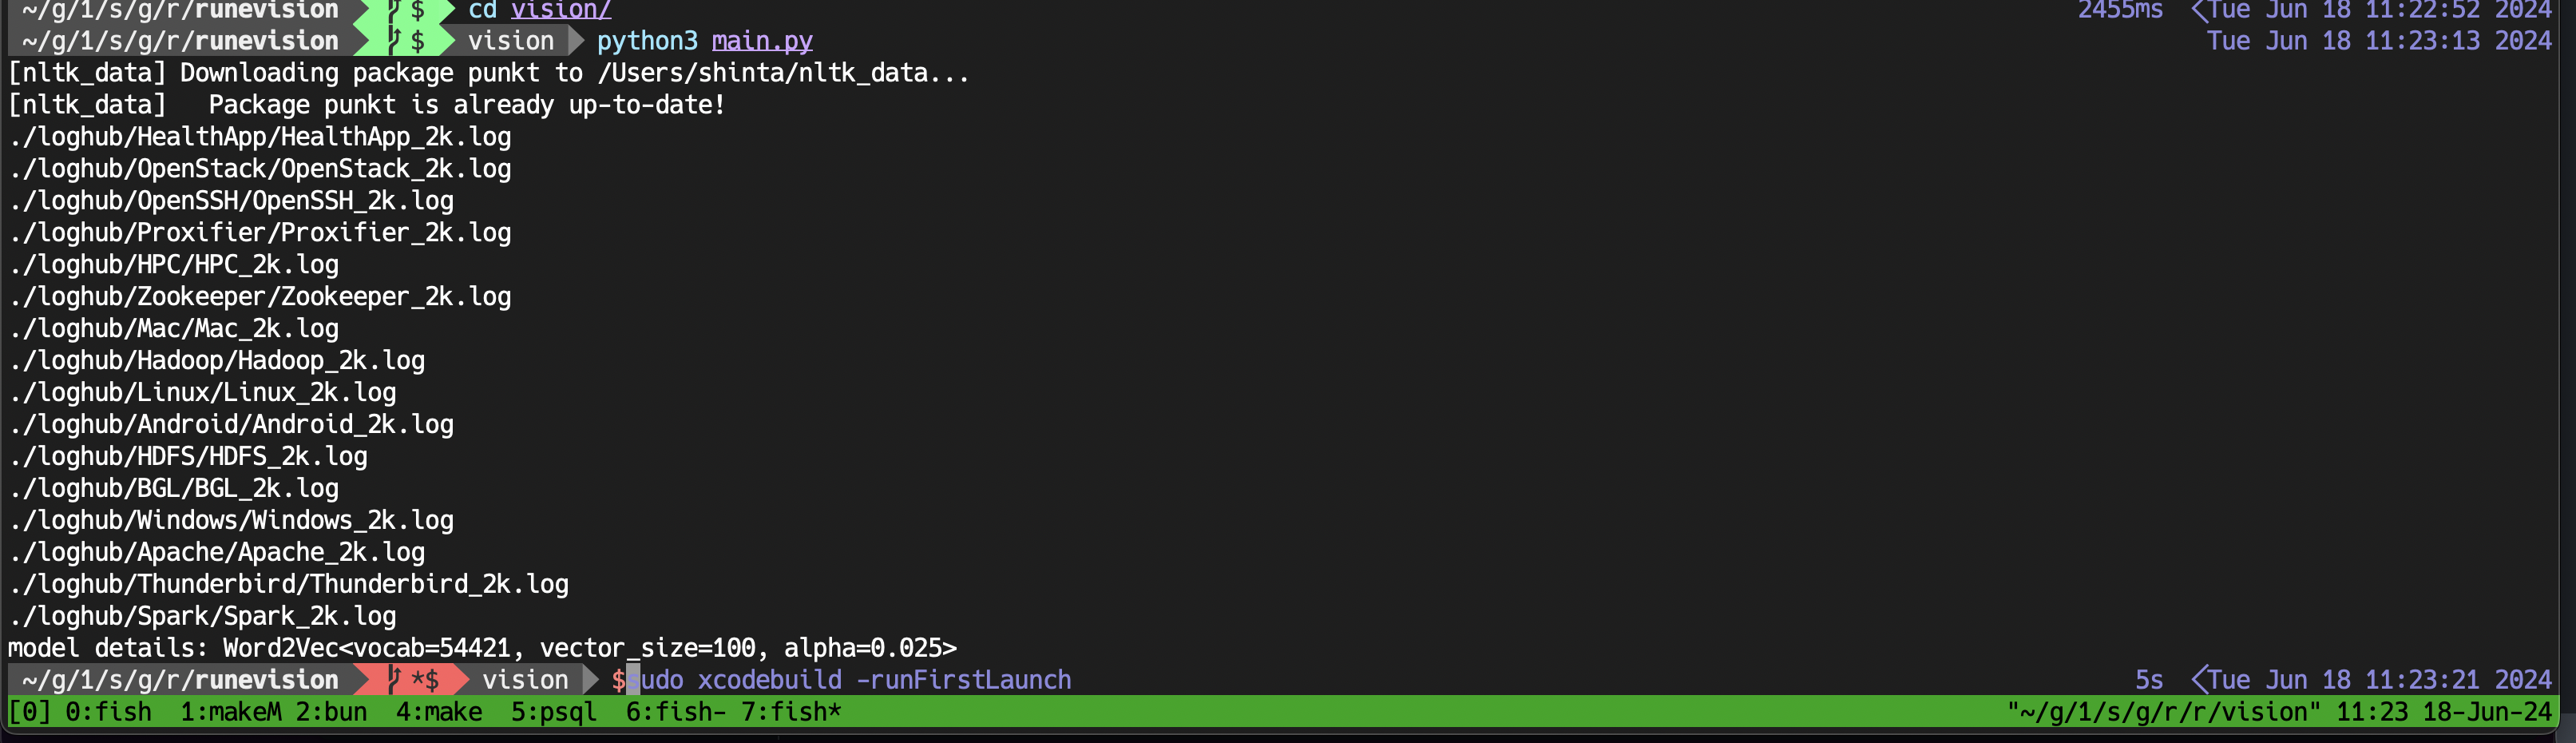 ~/g/1/s/g/r/runevision $ cd vision/ 2455ms Tue Jun 18 11:22:52 2024
~/g/1/s/g/r/runevision $ vision python3 main.py Tue Jun 18 11:23:13 2024
[nltk_data] Downloading package punkt to /Users/shinta/nltk_data...
[nltk_data]   Package punkt is already up-to-date!
./loghub/HealthApp/HealthApp_2k.log
./loghub/OpenStack/OpenStack_2k.log
./loghub/OpenSSH/OpenSSH_2k.log
./loghub/Proxifier/Proxifier_2k.log
./loghub/HPC/HPC_2k.log
./loghub/Zookeeper/Zookeeper_2k.log
./loghub/Mac/Mac_2k.log
./loghub/Hadoop/Hadoop_2k.log
./loghub/Linux/Linux_2k.log
./loghub/Android/Android_2k.log
./loghub/HDFS/HDFS_2k.log
./loghub/BGL/BGL_2k.log
./loghub/Windows/Windows_2k.log
./loghub/Apache/Apache_2k.log
./loghub/Thunderbird/Thunderbird_2k.log
./loghub/Spark/Spark_2k.log
model details: Word2Vec<vocab=54421, vector_size=100, alpha=0.025>
~/g/1/s/g/r/runevision *$ vision $sudo xcodebuild -runFirstLaunch 5s Tue Jun 18 11:23:21 2024
[0] 0:fish  1:makeM 2:bun  4:make  5:psql  6:fish- 7:fish* "~/g/1/s/g/r/r/vision" 11:23 18-Jun-24